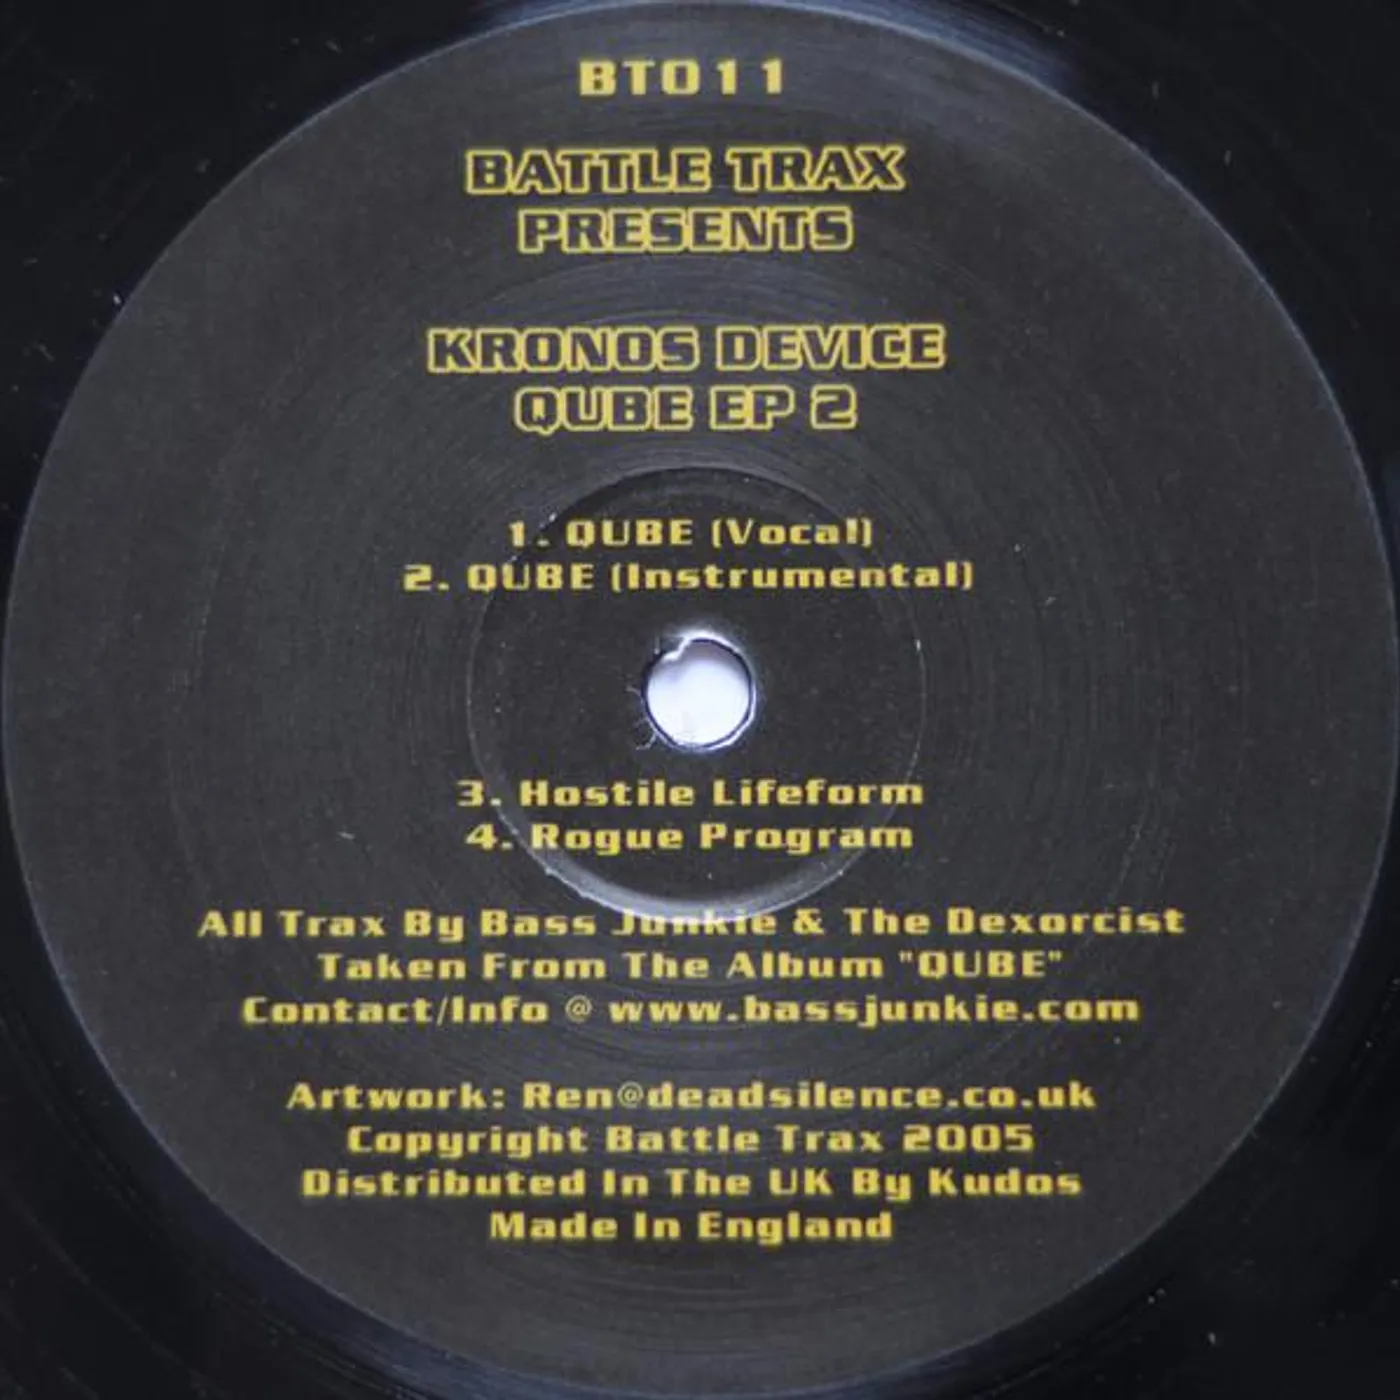 BT011
BATTLE TRAX
PRESENTS
KRONOS DEVICE
QUBE EP 2
1. QUBE (Vocal)
2. QUBE (Instrumental)
3. Hostile Lifeform
4. Rogue Program
All Trax By Bass Junkie & The Dexorcist
Taken From The Album "QUBE"
Contact/Info @ www.bassjunkie.com
Artwork: Ren@deadsilence.co.uk
Copyright Battle Trax 2005
Distributed In The UK By Kudos
Made In England